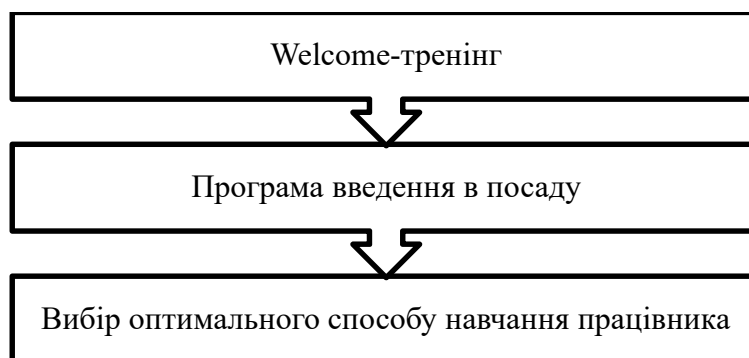 Welcome-тренінг
Програма введення в посаду
Вибір оптимального способу навчання працівника